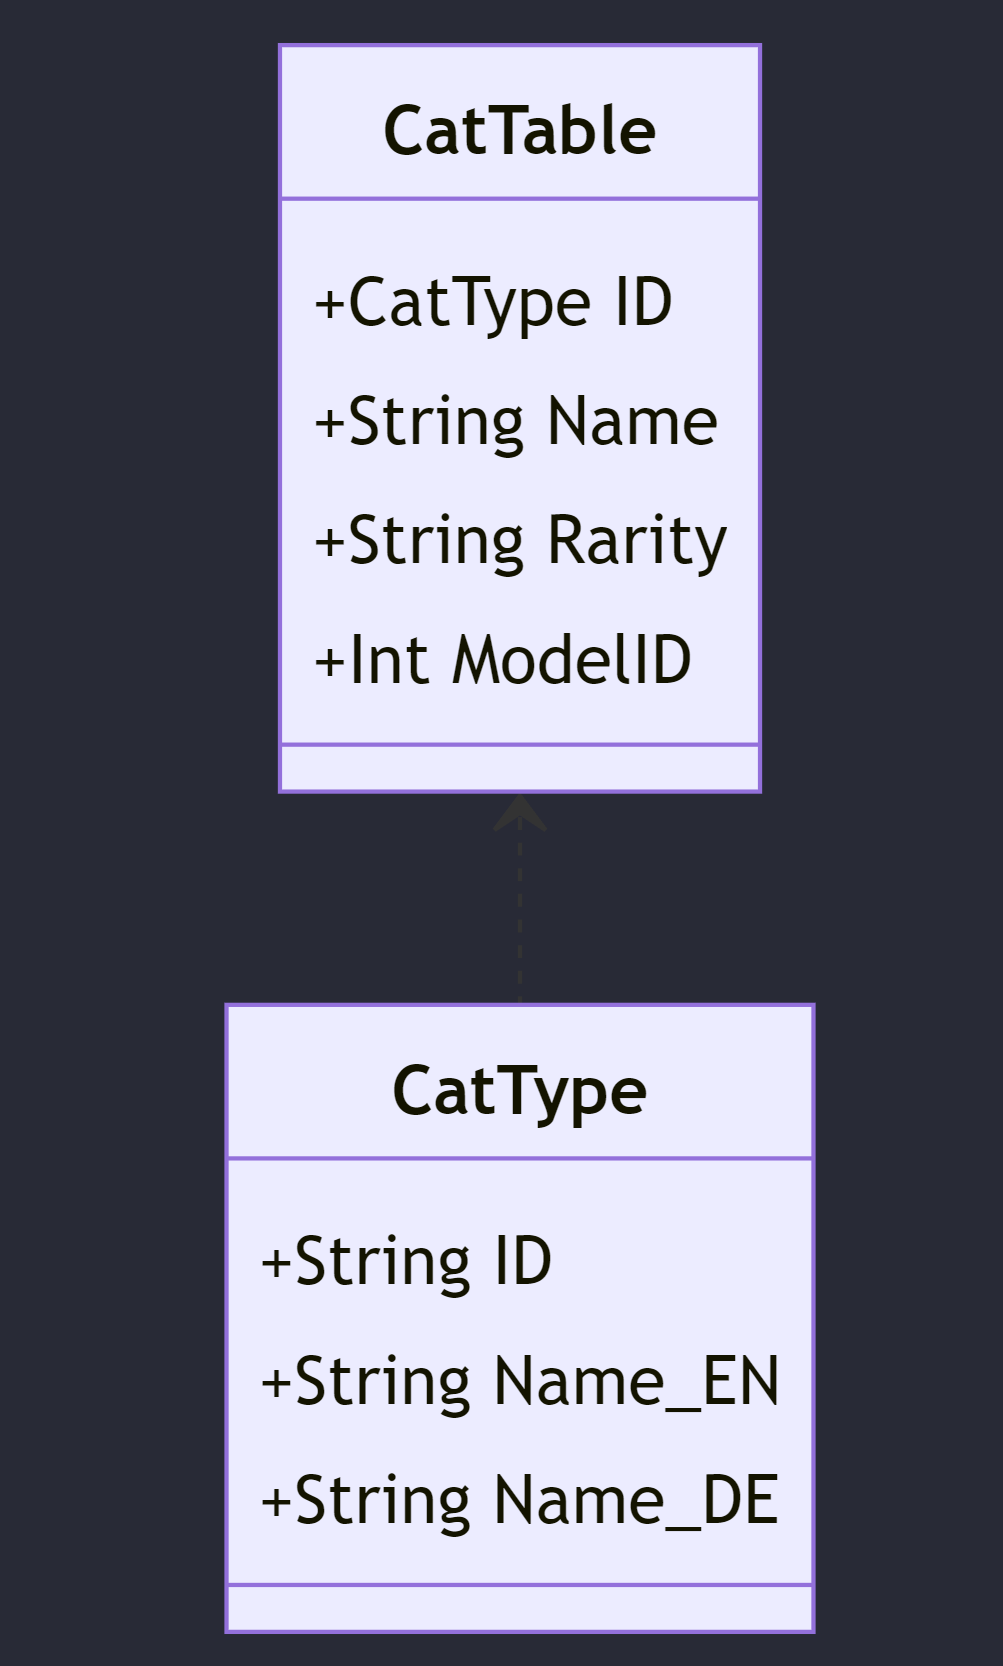 CatTable
+CatType ID
+String Name
+String Rarity
+Int ModelID
CatType
+String ID
+String Name_EN
+String Name_DE